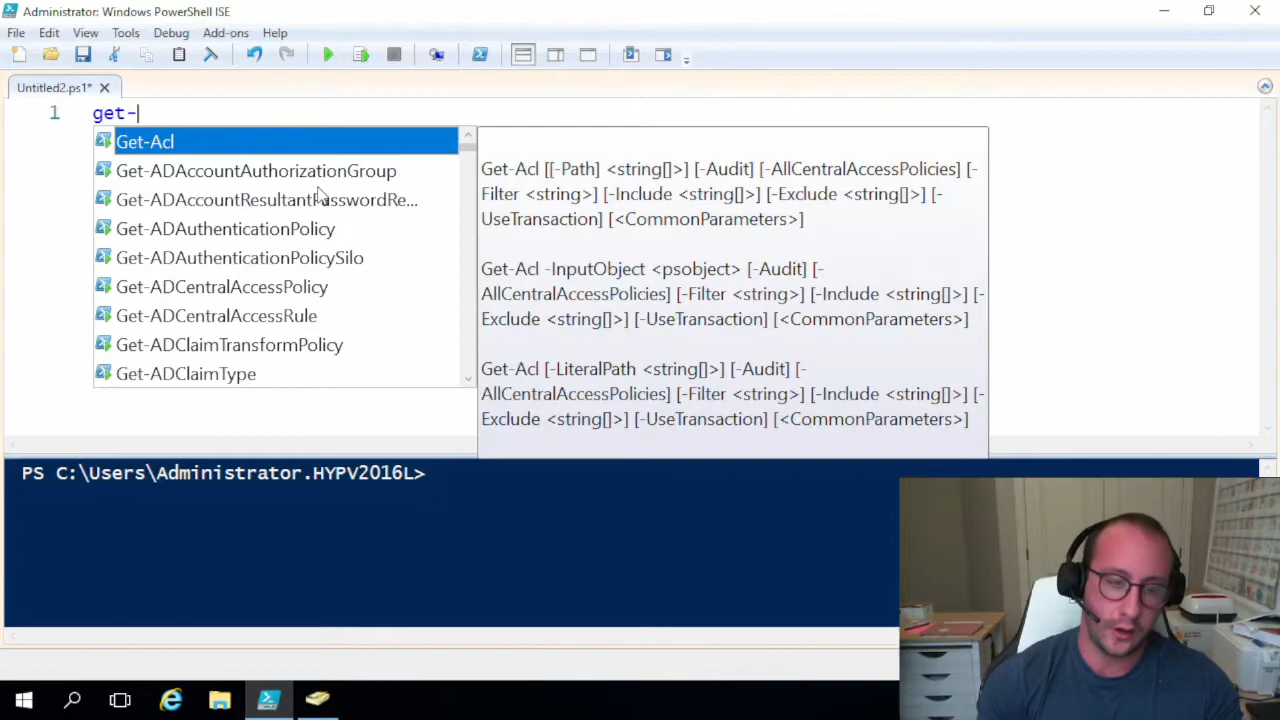 Administrator: Windows PowerShell ISE
File Edit View Tools Debug Add-ons Help
Untitled2.ps1*
1 get-
Get-Acl
Get-ADAccountAuthorizationGroup
Get-ADAccountResultantPasswordRe...
Get-ADAuthenticationPolicy
Get-ADAuthenticationPolicySilo
Get-ADCentralAccessPolicy
Get-ADCentralAccessRule
Get-ADClaimTransformPolicy
Get-ADClaimType
Get-Acl [[-Path] <string[]>] [-Audit] [-AllCentralAccessPolicies] [-
Filter <string>] [-Include <string[]>] [-Exclude <string[]>] [-
UseTransaction] [<CommonParameters>]
Get-Acl -InputObject <psobject> [-Audit] [-
AllCentralAccessPolicies] [-Filter <string>] [-Include <string[]>] [-
Exclude <string[]>] [-UseTransaction] [<CommonParameters>]
Get-Acl [-LiteralPath <string[]>] [-Audit] [-
AllCentralAccessPolicies] [-Filter <string>] [-Include <string[]>] [-
Exclude <string[]>] [-UseTransaction] [<CommonParameters>]
PS C:\Users\Administrator.HYPV2016L>